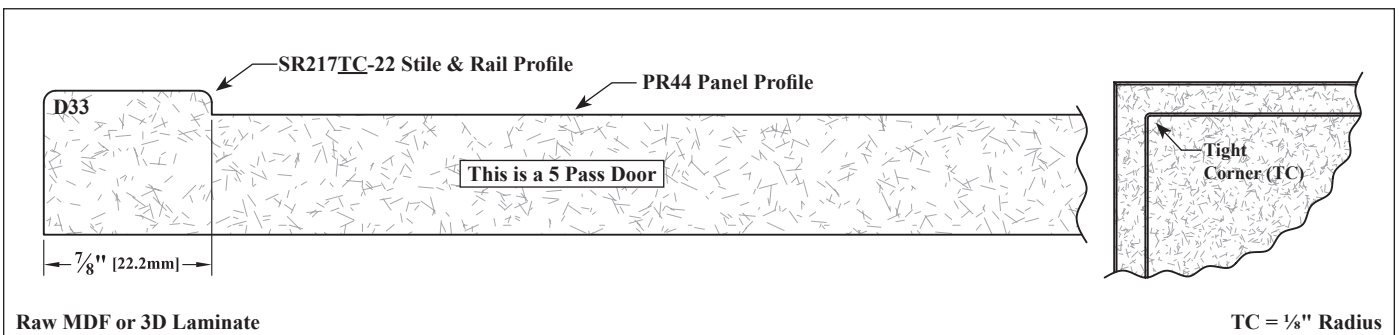 SR217TC-22 Stile & Rail Profile
PR44 Panel Profile
D33
This is a 5 Pass Door
Tight
Corner (TC)
⅞" [22.2mm]
Raw MDF or 3D Laminate
TC = ⅛" Radius